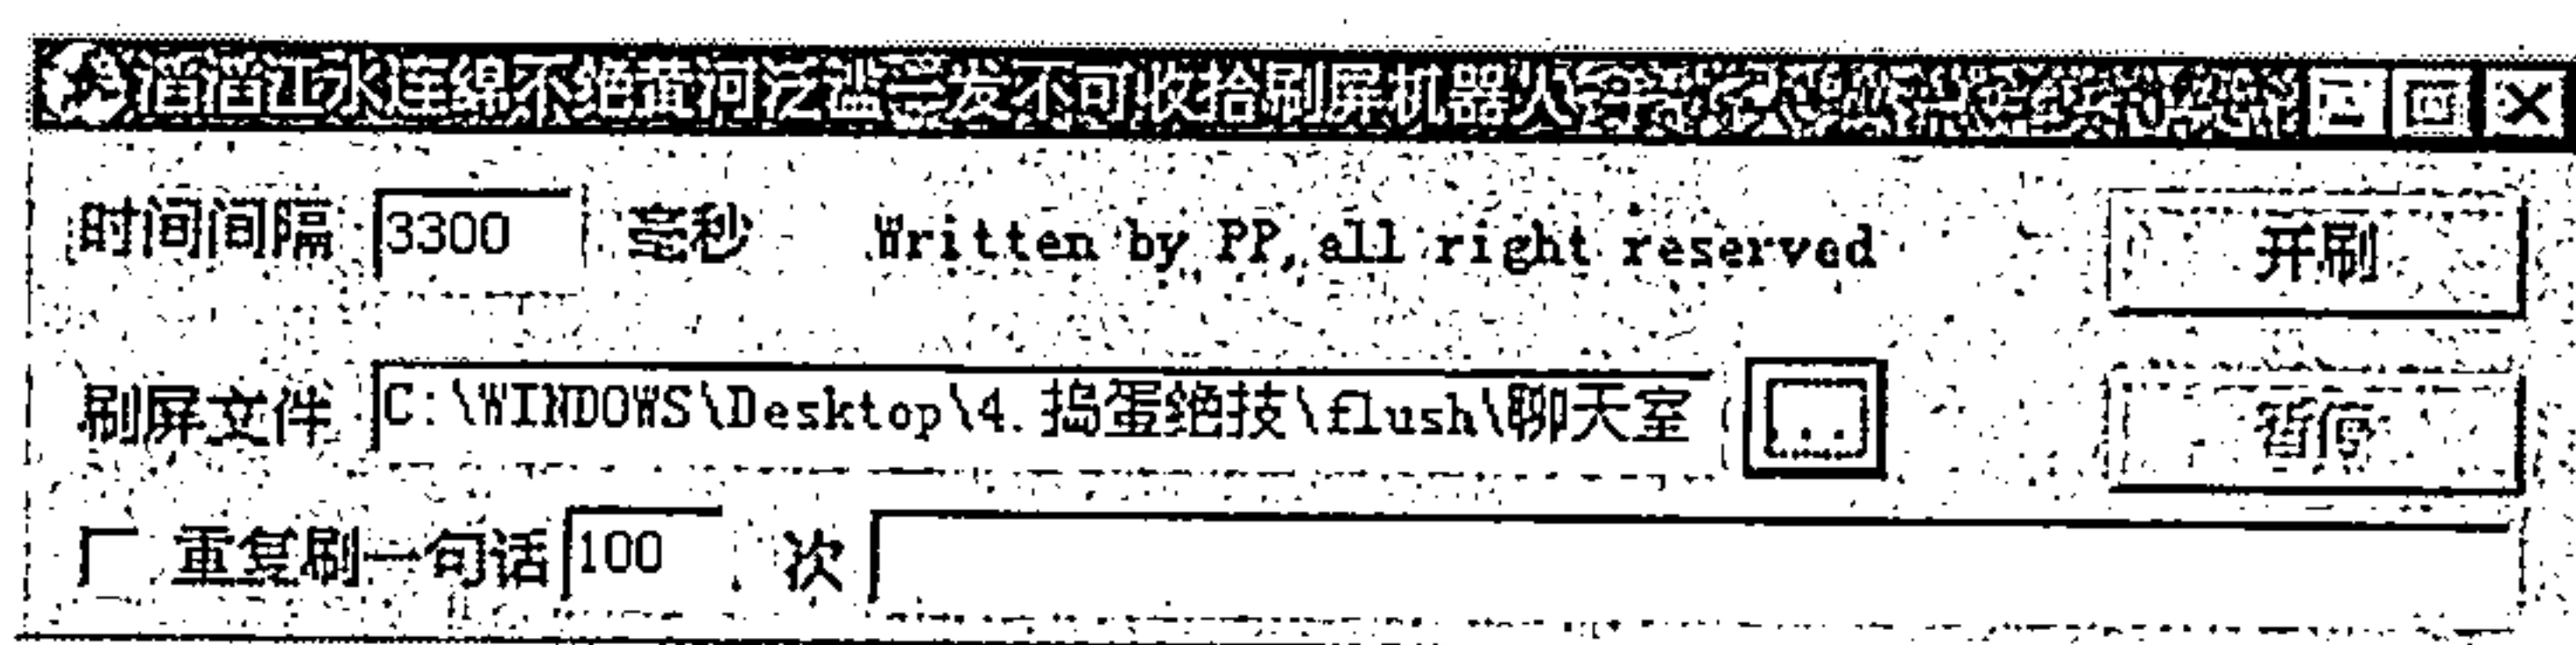 滔滔江水连绵不绝黄河泛滥一发不可收拾刷屏机器人
时间间隔 3300 毫秒 Written by PP, all right reserved 开刷
刷屏文件 C:\WINDOWS\Desktop\4.捣蛋绝技\flush\聊天室 ... 暂停
重复刷一句话 100 次